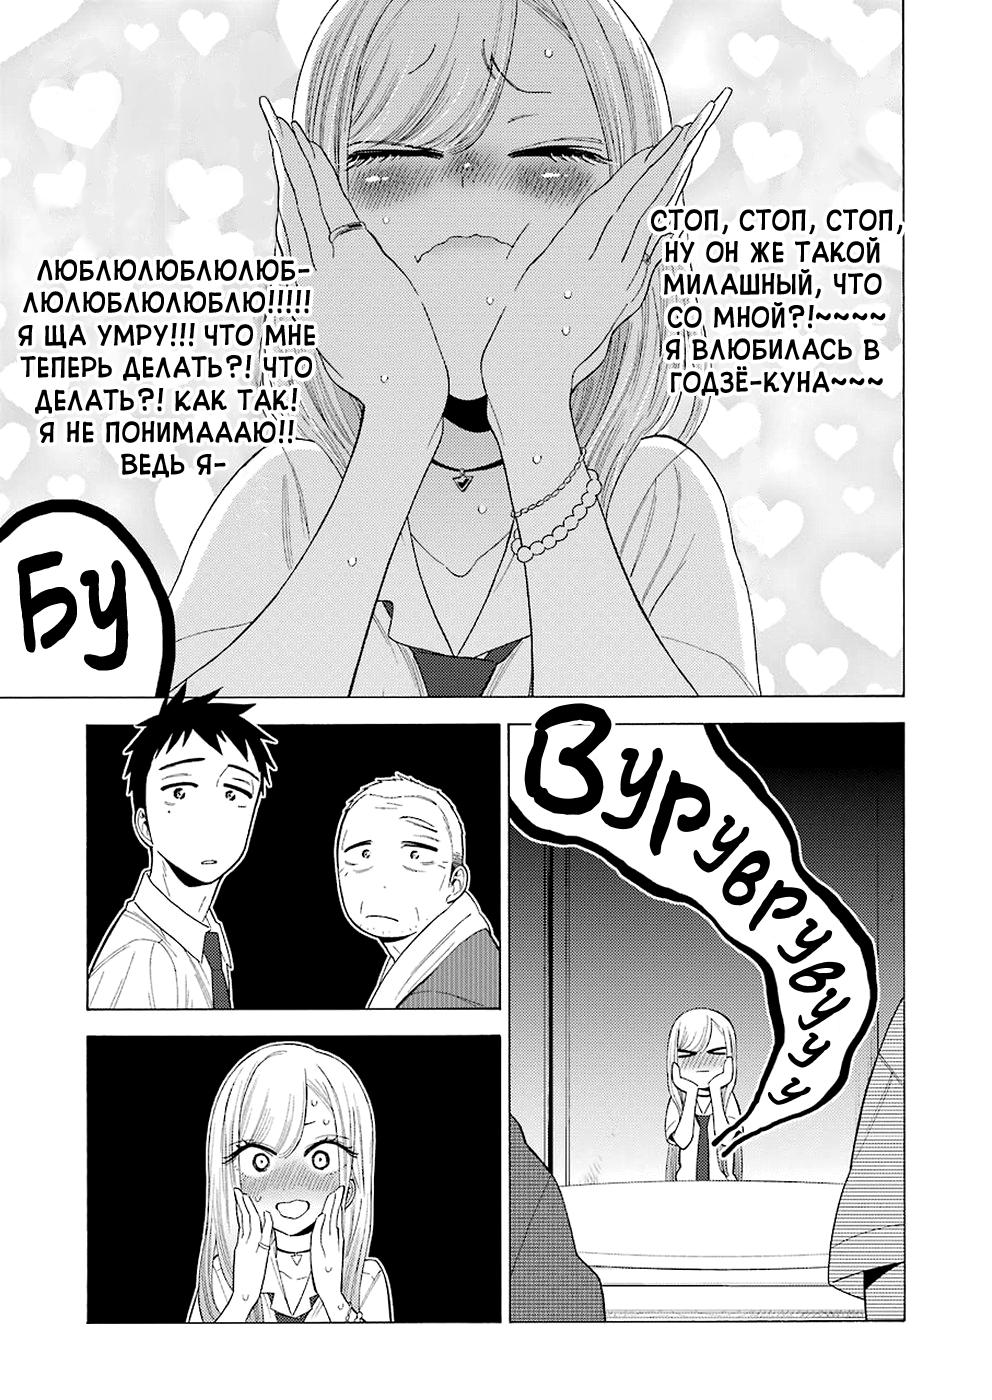 СТОП, СТОП, СТОП,
НУ ОН ЖЕ ТАКОЙ
МИЛАШНЫЙ, ЧТО
СО МНОЙ?!~~~~
Я ВЛЮБИЛАСЬ В
ГОДЗЁ-КУНА~~~
ЛЮБЛЮЛЮБЛЮЛЮБ-
ЛЮЛЮБЛЮЛЮБЛЮ!!!!!
Я ЩА УМРУ!!! ЧТО МНЕ
ТЕПЕРЬ ДЕЛАТЬ?! ЧТО
ДЕЛАТЬ?! КАК ТАК!
Я НЕ ПОНИМАААЮ!!
ВЕДЬ Я-
БУ
ВУРУВРУВУУУУ